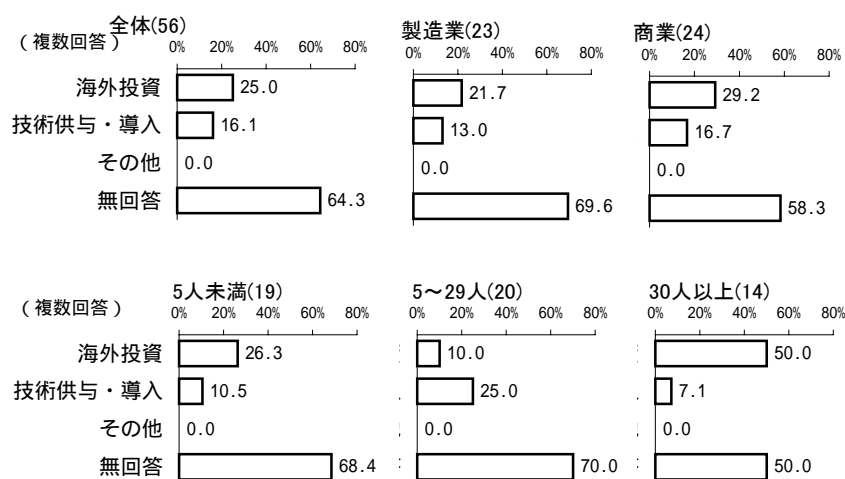 全体(56)
(複数回答)
0% 20% 40% 60% 80%
海外投資 25.0
技術供与・導入 16.1
その他 0.0
無回答 64.3
製造業(23)
0% 20% 40% 60% 80%
21.7
13.0
0.0
69.6
商業(24)
0% 20% 40% 60% 80%
29.2
16.7
0.0
58.3
5人未満(19)
(複数回答)
0% 20% 40% 60% 80%
海外投資 26.3
技術供与・導入 10.5
その他 0.0
無回答 68.4
5～29人(20)
0% 20% 40% 60% 80%
10.0
25.0
0.0
70.0
30人以上(14)
0% 20% 40% 60% 80%
50.0
7.1
0.0
50.0